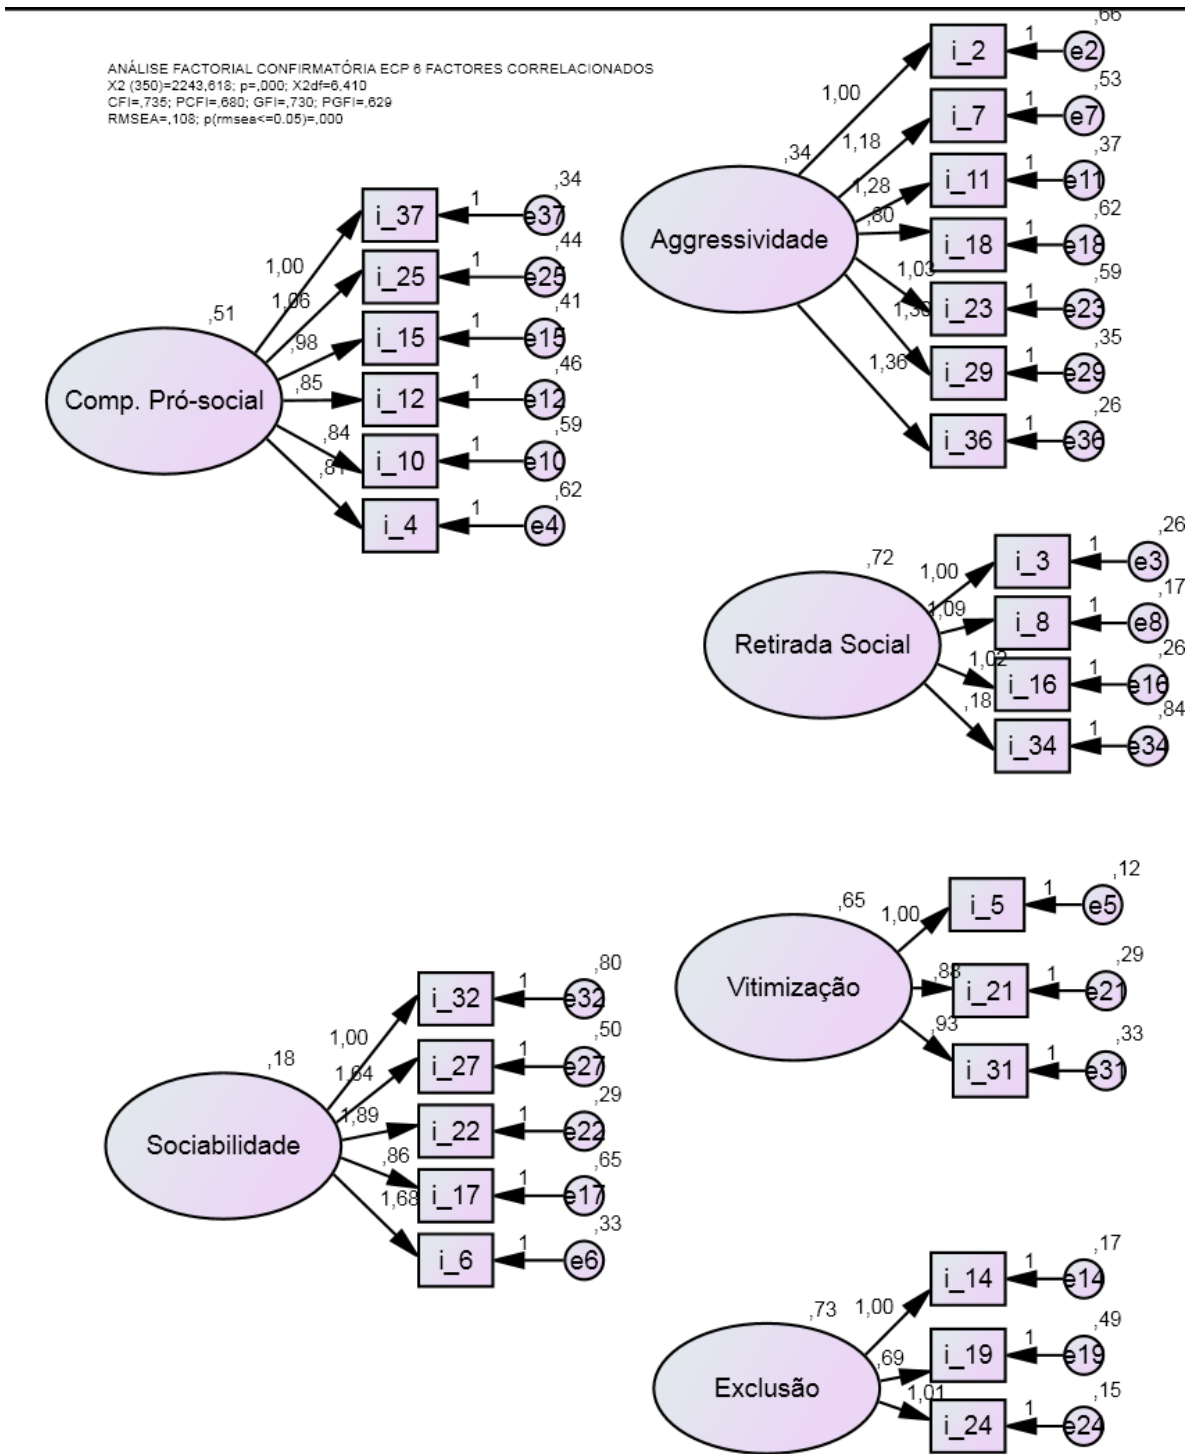 ANÁLISE FACTORIAL CONFIRMATÓRIA ECP 6 FACTORES CORRELACIONADOS
X2 (350)=2243,618; p=,000; X2df=6,410
CFI=,735; PCFI=,680; GFI=,730; PGFI=,629
RMSEA=,108; p(rmsea<=0.05)=,000
,51
Comp. Pró-social
1,00 i_37 1 e37 ,34
1,06 i_25 1 e25 ,44
,98 i_15 1 e15 ,41
,85 i_12 1 e12 ,46
,84 i_10 1 e10 ,59
,81 i_4 1 e4 ,62
,34
Aggressividade
1,00 i_2 1 e2 ,66
1,18 i_7 1 e7 ,53
1,28 i_11 1 e11 ,37
,80 i_18 1 e18 ,62
1,03 i_23 1 e23 ,59
i_29 1 e29 ,35
1,36 i_36 1 e36 ,26
,72
Retirada Social
1,00 i_3 1 e3 ,26
1,09 i_8 1 e8 ,17
1,02 i_16 1 e16 ,26
,18 i_34 1 e34 ,84
,18
Sociabilidade
1,00 i_32 1 e32 ,80
1,64 i_27 1 e27 ,50
1,89 i_22 1 e22 ,29
,86 i_17 1 e17 ,65
1,68 i_6 1 e6 ,33
,65
Vitimização
1,00 i_5 1 e5 ,12
,88 i_21 1 e21 ,29
,93 i_31 1 e31 ,33
,73
Exclusão
1,00 i_14 1 e14 ,17
,69 i_19 1 e19 ,49
1,01 i_24 1 e24 ,15